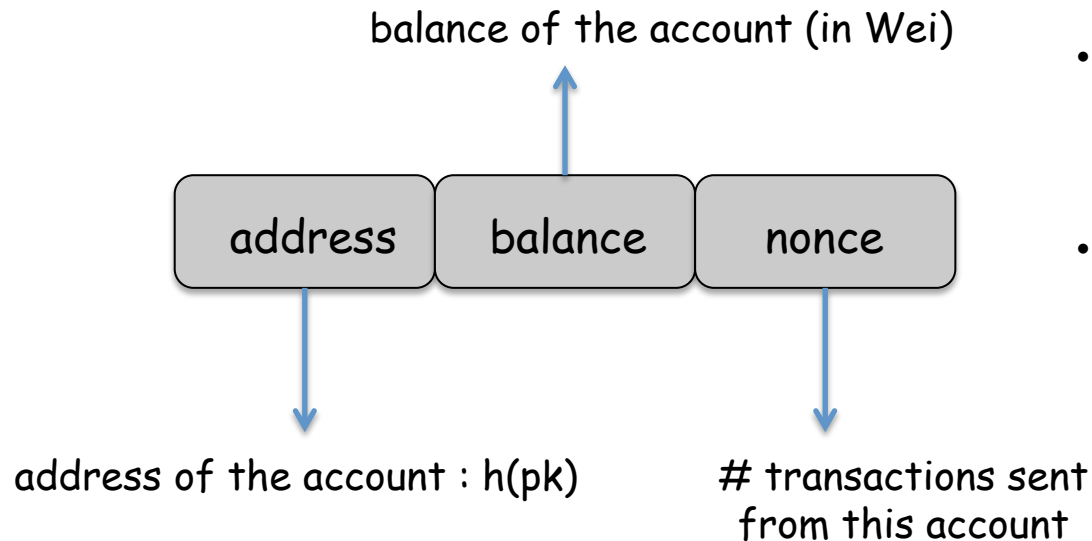 balance of the account (in Wei)
•
address balance nonce
•
address of the account : h(pk)
# transactions sent
from this account